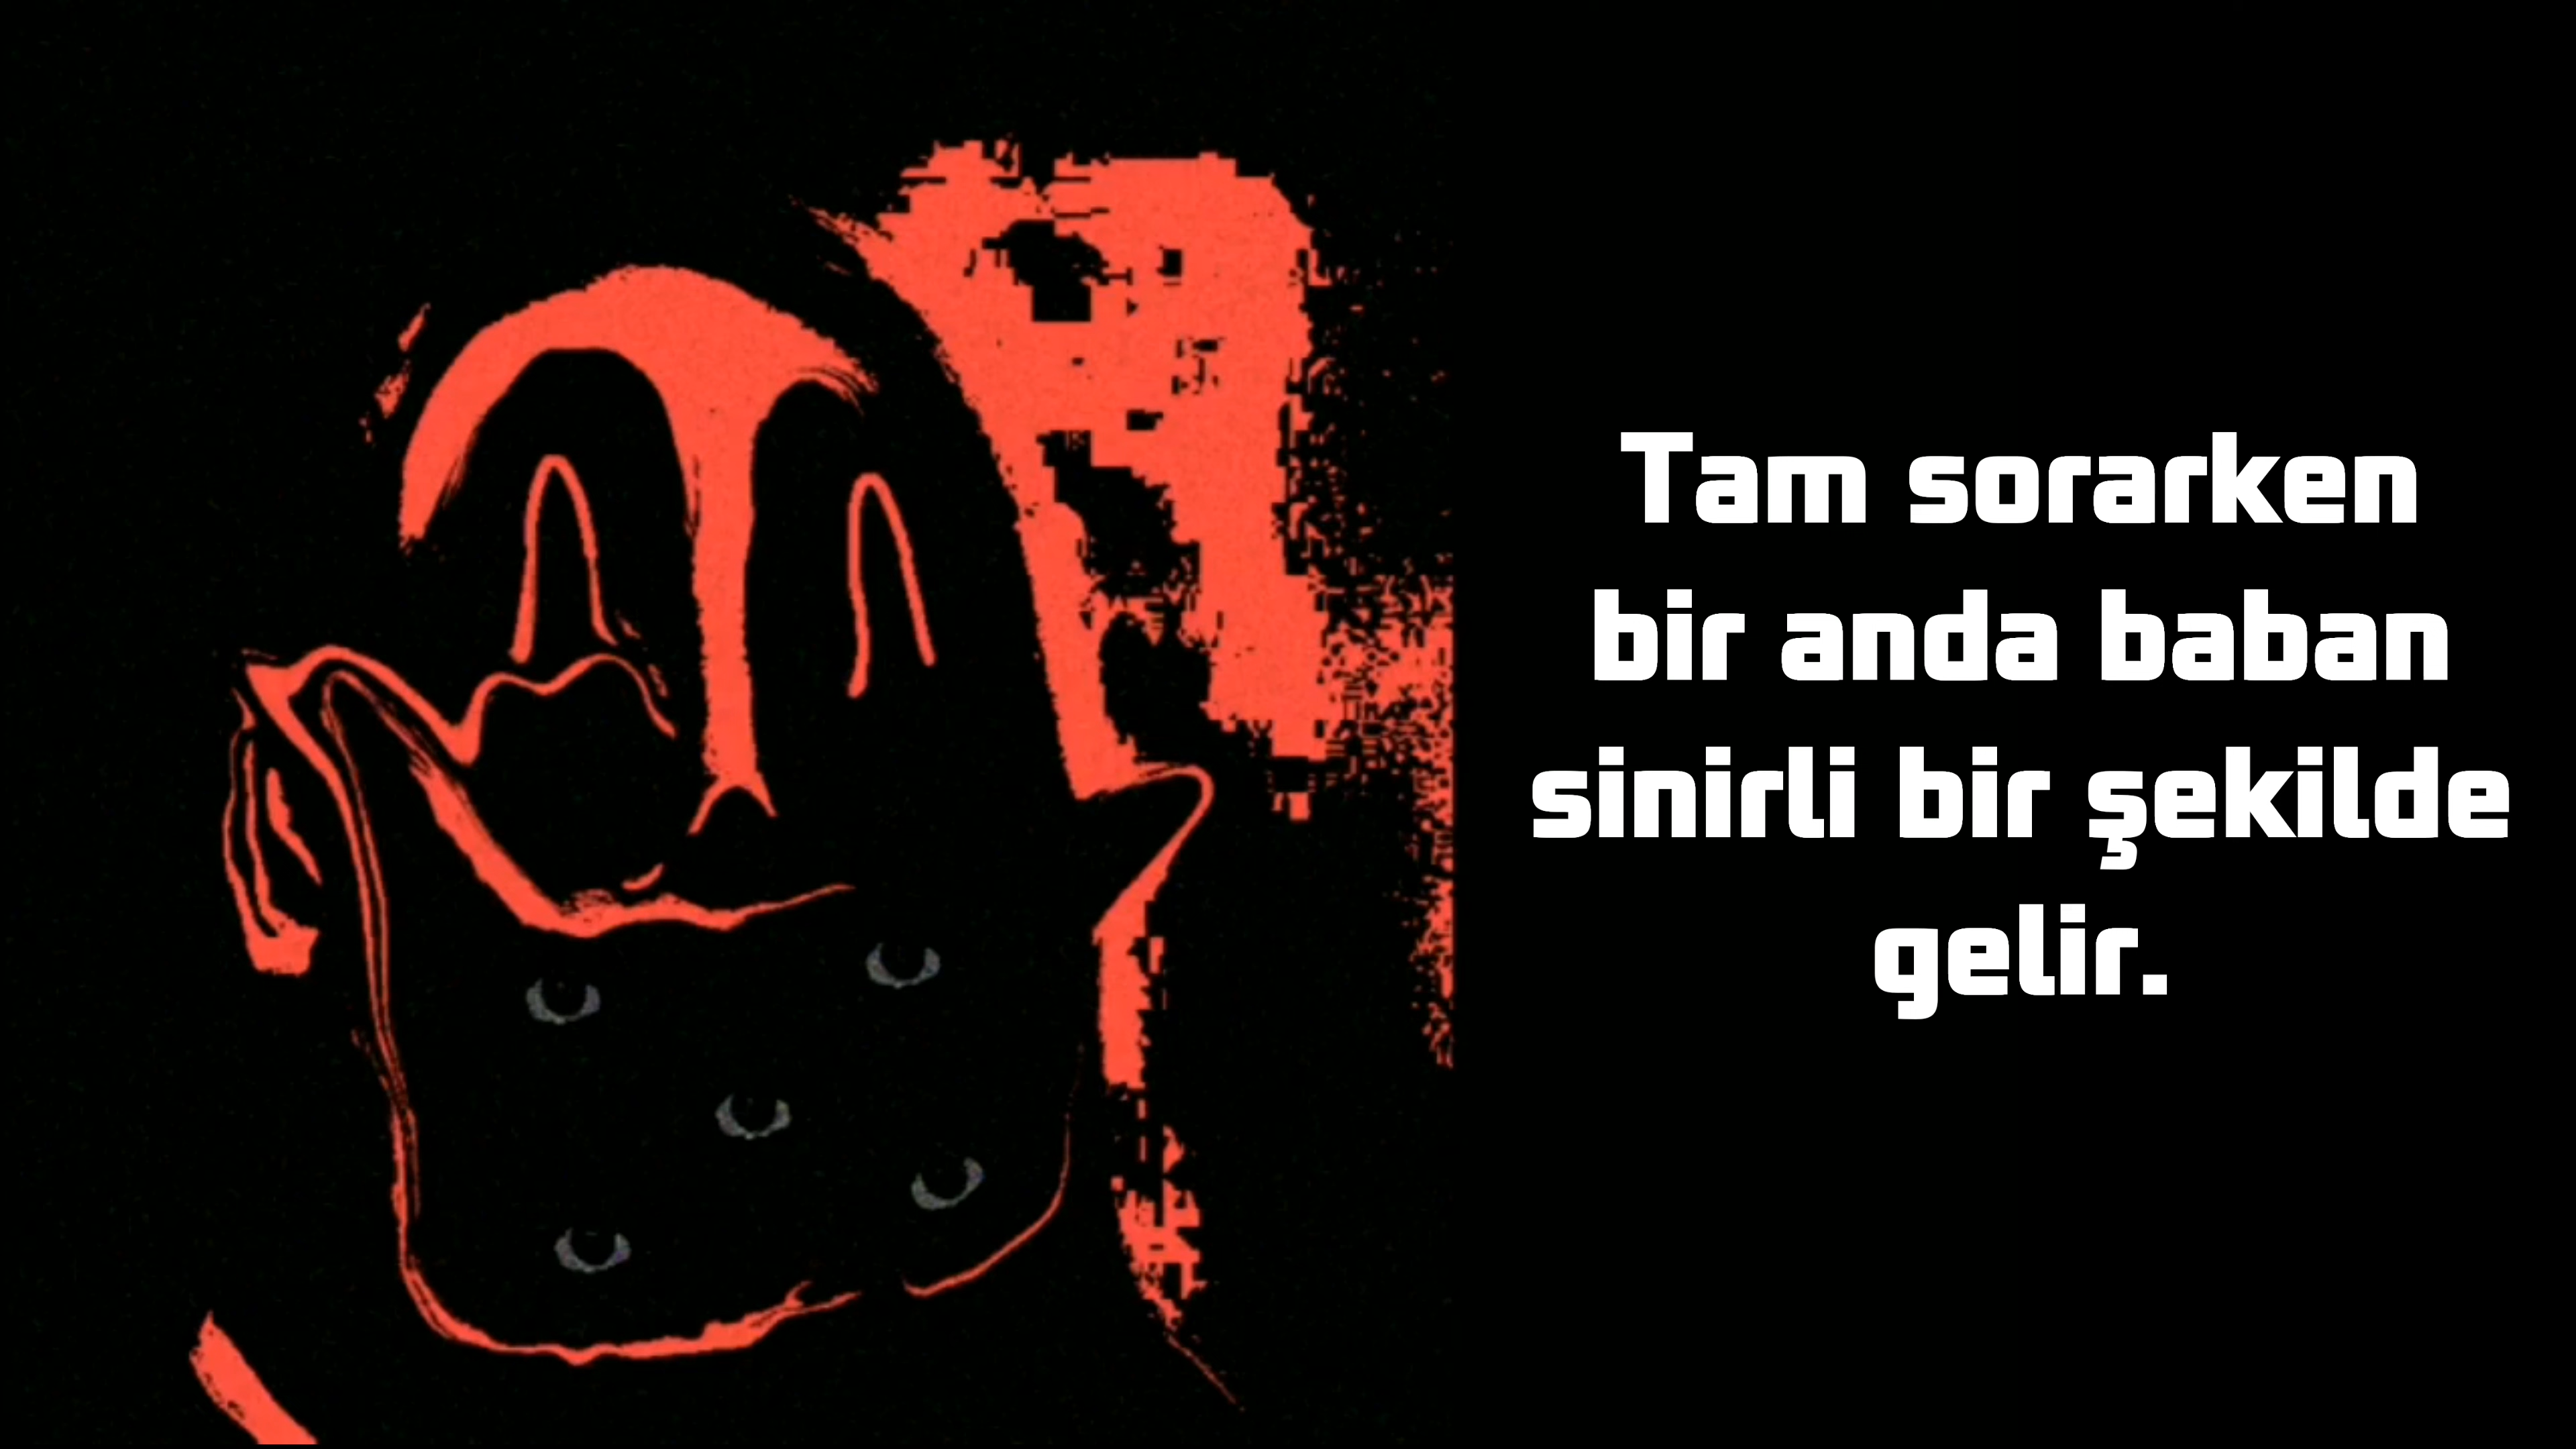 Tam sorarken
bir anda baban
sinirli bir şekilde
gelir.